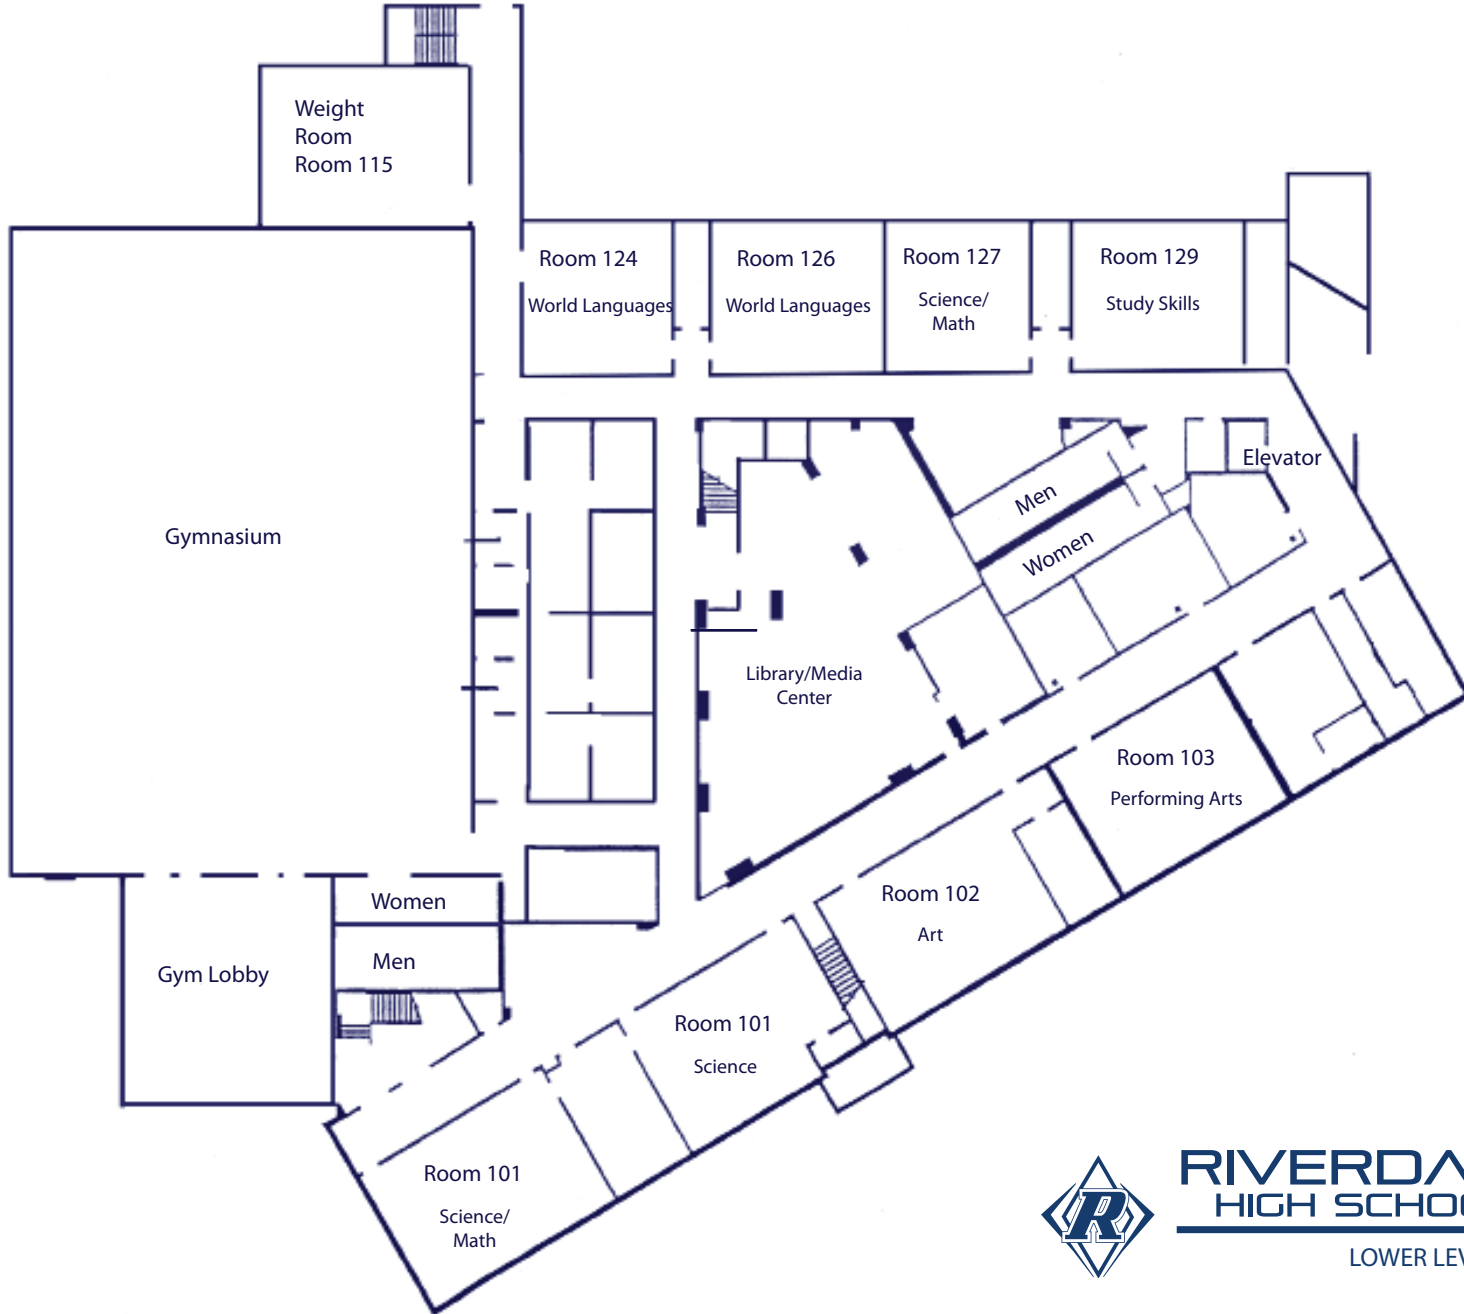 Weight
Room
Room 115
Room 124
World Languages
Room 126
World Languages
Room 127
Science/
Math
Room 129
Study Skills
Elevator
Men
Women
Gymnasium
Library/Media
Center
Room 103
Performing Arts
Room 102
Art
Women
Men
Gym Lobby
Room 101
Science
Room 101
Science/
Math
R
RIVERDA
HIGH SCHOO
LOWER LEV